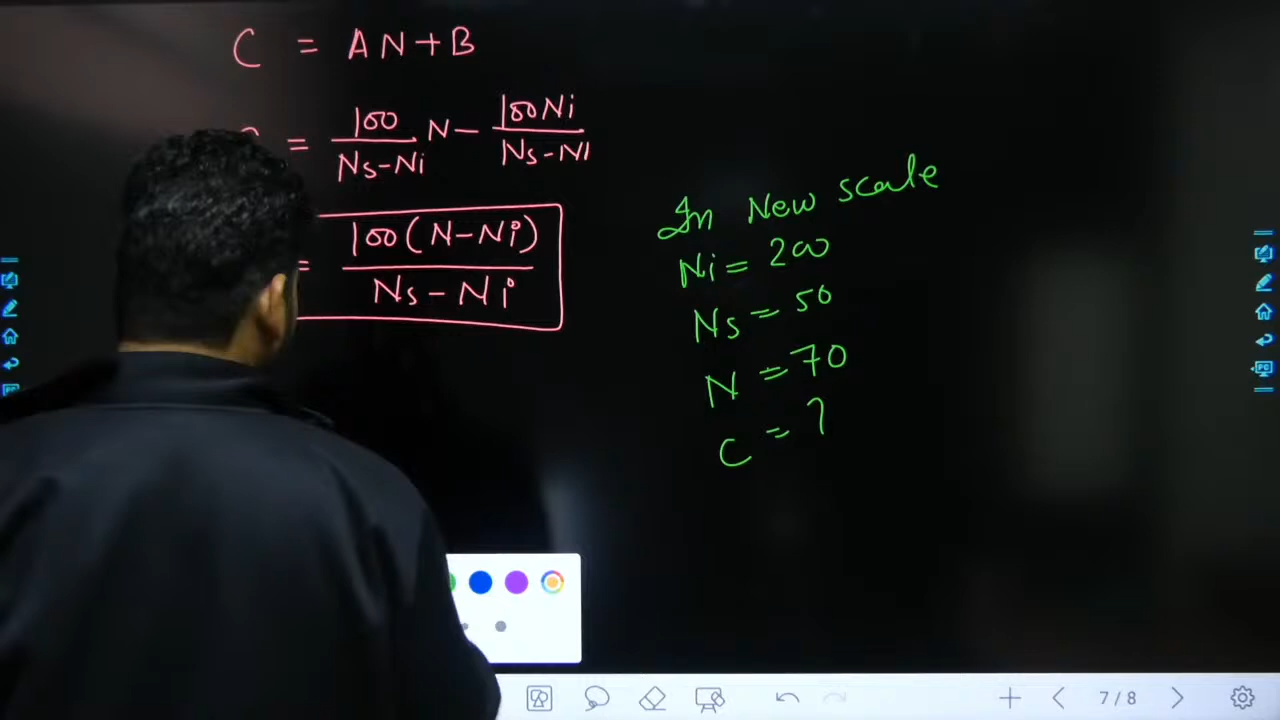 C = AN+B
= 100/Ns-Ni N - 100Ni/Ns-Ni
= 100(N-Ni)/Ns-Ni
In New scale
Ni = 200
Ns = 50
N = 70
C = ?
7/8